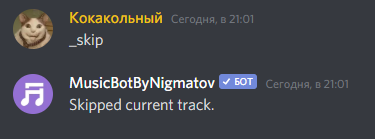 Кокакольный Сегодня, в 21:01
_skip
MusicBotByNigmatov ✓ БОТ Сегодня, в 21:01
Skipped current track.